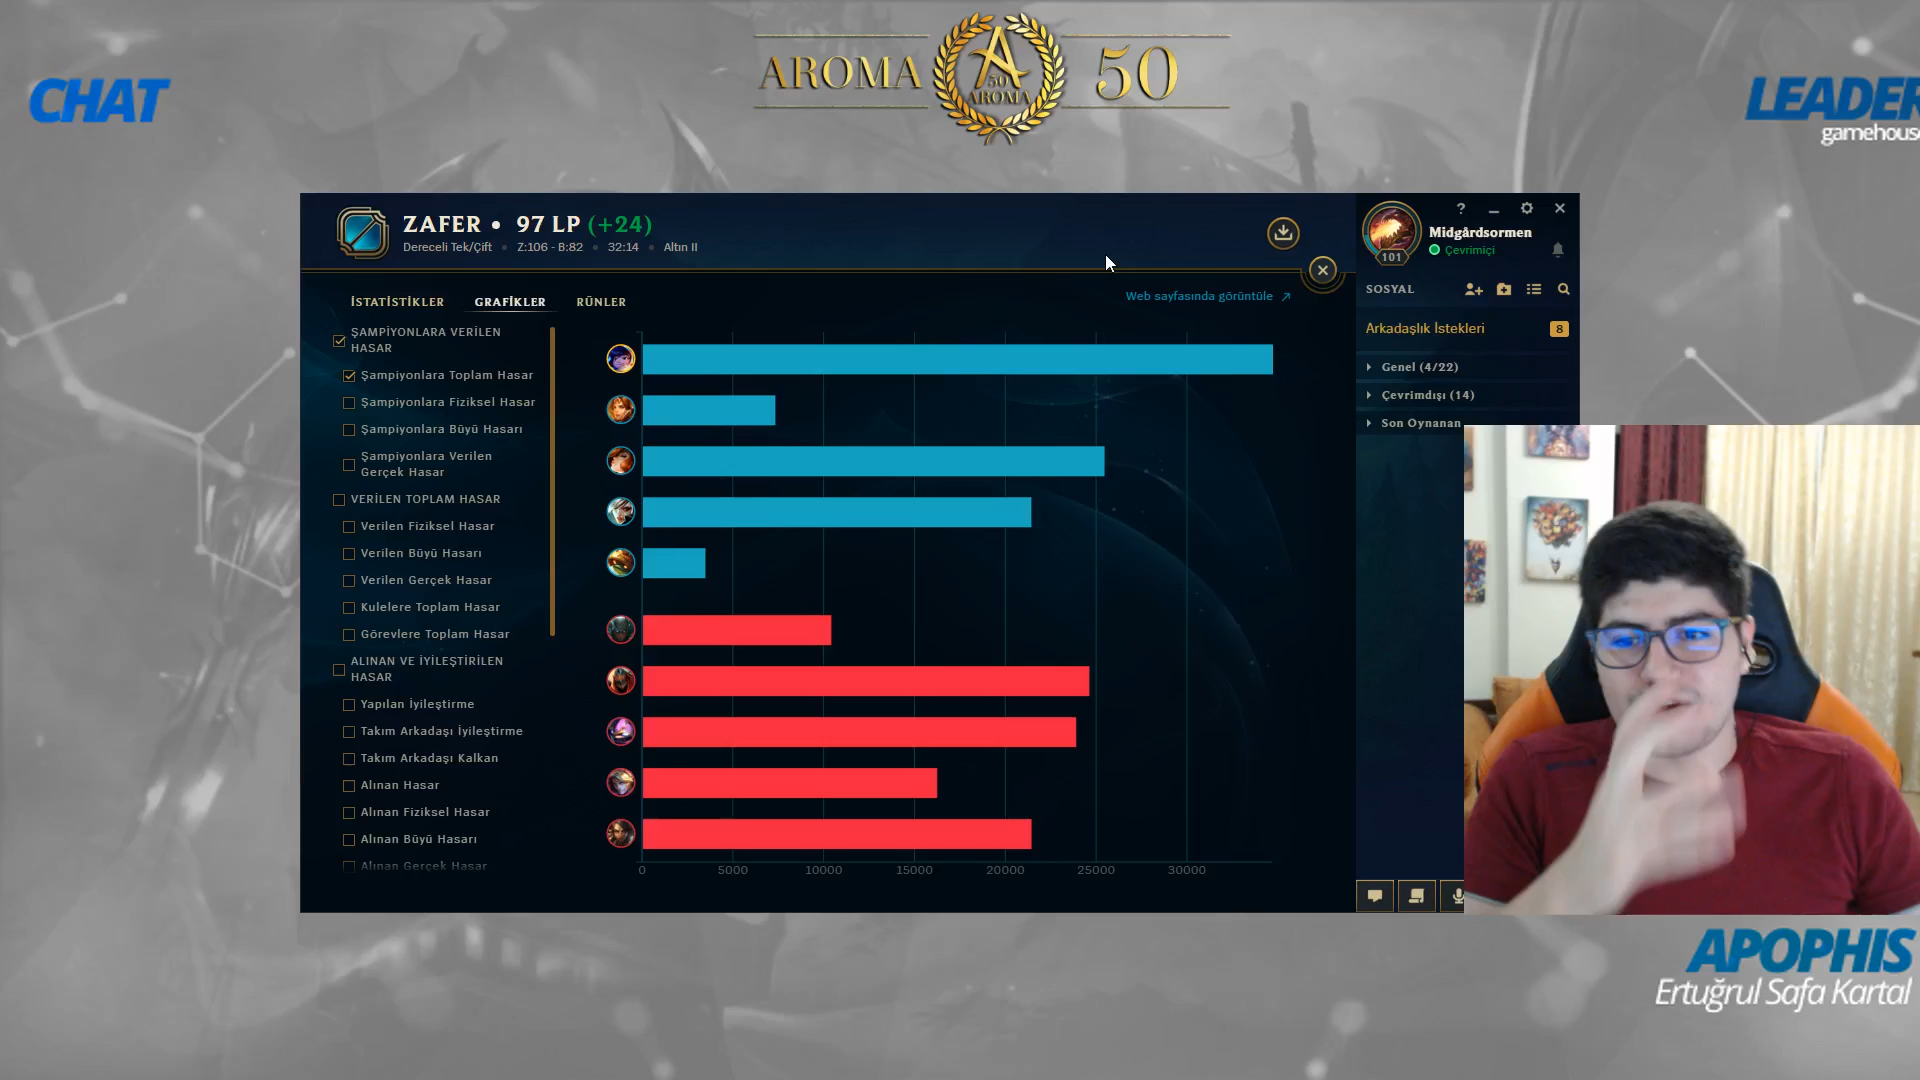 AROMA
A
50
AROMA
50
CHAT
LEADER
gamehouse
ZAFER • 97 LP (+24)
Dereceli Tek/Çift • Z:106 - B:82 • 32:14 • Altın II
?
Midgårdsormen
Çevrimiçi
101
İSTATİSTİKLER GRAFİKLER RÜNLER
Web sayfasında görüntüle
SOSYAL
Arkadaşlık İstekleri 8
Genel (4/22)
Çevrimdışı (14)
Son Oynanan
ŞAMPİYONLARA VERİLEN
HASAR
Şampiyonlara Toplam Hasar
Şampiyonlara Fiziksel Hasar
Şampiyonlara Büyü Hasarı
Şampiyonlara Verilen
Gerçek Hasar
VERİLEN TOPLAM HASAR
Verilen Fiziksel Hasar
Verilen Büyü Hasarı
Verilen Gerçek Hasar
Kulelere Toplam Hasar
Görevlere Toplam Hasar
ALINAN VE İYİLEŞTİRİLEN
HASAR
Yapılan İyileştirme
Takım Arkadaşı İyileştirme
Takım Arkadaşı Kalkan
Alınan Hasar
Alınan Fiziksel Hasar
Alınan Büyü Hasarı
Alınan Gerçek Hasar
0 5000 10000 15000 20000 25000 30000
APOPHIS
Ertuğrul Safa Kartal